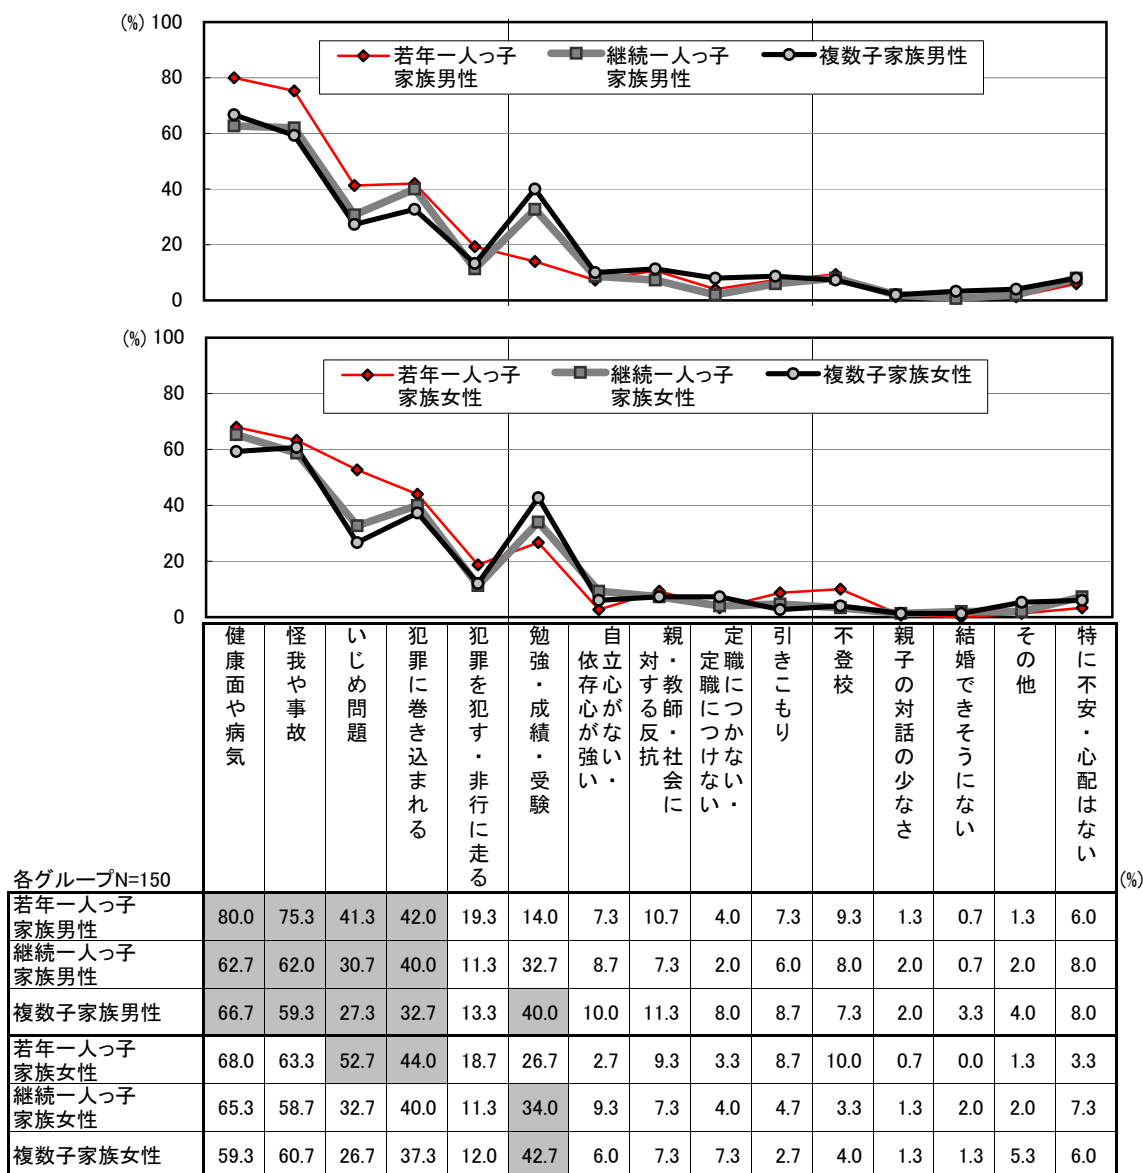 (%) 100
80
60
40
20
0
若年一人っ子
家族男性
継続一人っ子
家族男性
複数子家族男性
(%) 100
80
60
40
20
0
若年一人っ子
家族女性
継続一人っ子
家族女性
複数子家族女性
健康面や病気
怪我や事故
いじめ問題
犯罪に巻き込まれる
犯罪を犯す・非行に走る
勉強・成績・受験
自立心がない・
依存心が強い
親・教師・社会に
対する反抗
定職につかない・
定職につけない
引きこもり
不登校
親子の対話の少なさ
結婚できそうにない
その他
特に不安・心配はない
各グループN=150
(%)
若年一人っ子
家族男性
80.0 75.3 41.3 42.0 19.3 14.0 7.3 10.7 4.0 7.3 9.3 1.3 0.7 1.3 6.0
継続一人っ子
家族男性
62.7 62.0 30.7 40.0 11.3 32.7 8.7 7.3 2.0 6.0 8.0 2.0 0.7 2.0 8.0
複数子家族男性 66.7 59.3 27.3 32.7 13.3 40.0 10.0 11.3 8.0 8.7 7.3 2.0 3.3 4.0 8.0
若年一人っ子
家族女性
68.0 63.3 52.7 44.0 18.7 26.7 2.7 9.3 3.3 8.7 10.0 0.7 0.0 1.3 3.3
継続一人っ子
家族女性
65.3 58.7 32.7 40.0 11.3 34.0 9.3 7.3 4.0 4.7 3.3 1.3 2.0 2.0 7.3
複数子家族女性 59.3 60.7 26.7 37.3 12.0 42.7 6.0 7.3 7.3 2.7 4.0 1.3 1.3 5.3 6.0